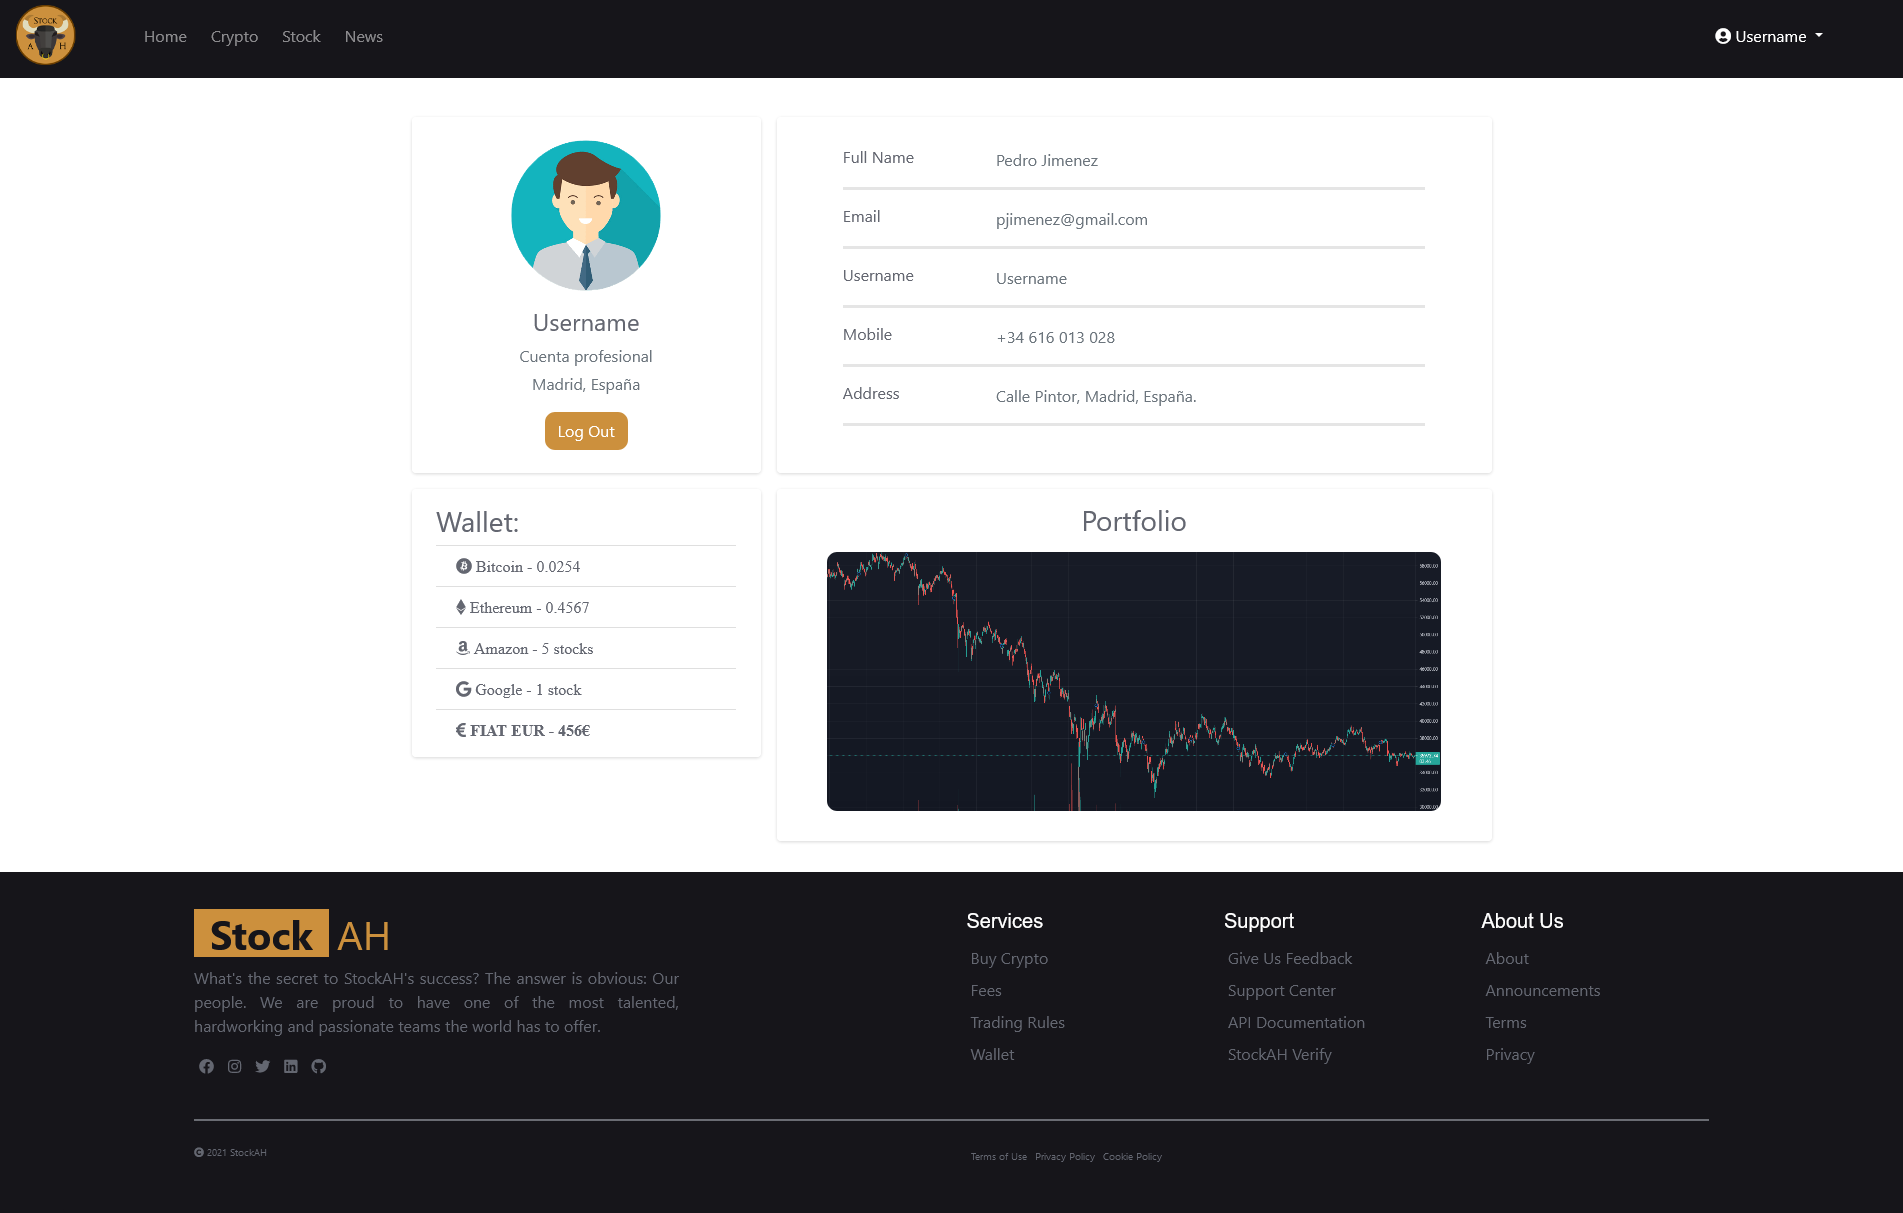 STOCK
A H
Home Crypto Stock News
Username
Full Name Pedro Jimenez
Email pjimenez@gmail.com
Username Username
Mobile +34 616 013 028
Address Calle Pintor, Madrid, España.
Username
Cuenta profesional
Madrid, España
Log Out
Wallet:
Bitcoin - 0.0254
Ethereum - 0.4567
Amazon - 5 stocks
Google - 1 stock
€ FIAT EUR - 456€
Portfolio
Stock AH
What's the secret to StockAH's success? The answer is obvious: Our
people. We are proud to have one of the most talented,
hardworking and passionate teams the world has to offer.
Services
Buy Crypto
Fees
Trading Rules
Wallet
Support
Give Us Feedback
Support Center
API Documentation
StockAH Verify
About Us
About
Announcements
Terms
Privacy
© 2021 StockAH
Terms of Use Privacy Policy Cookie Policy